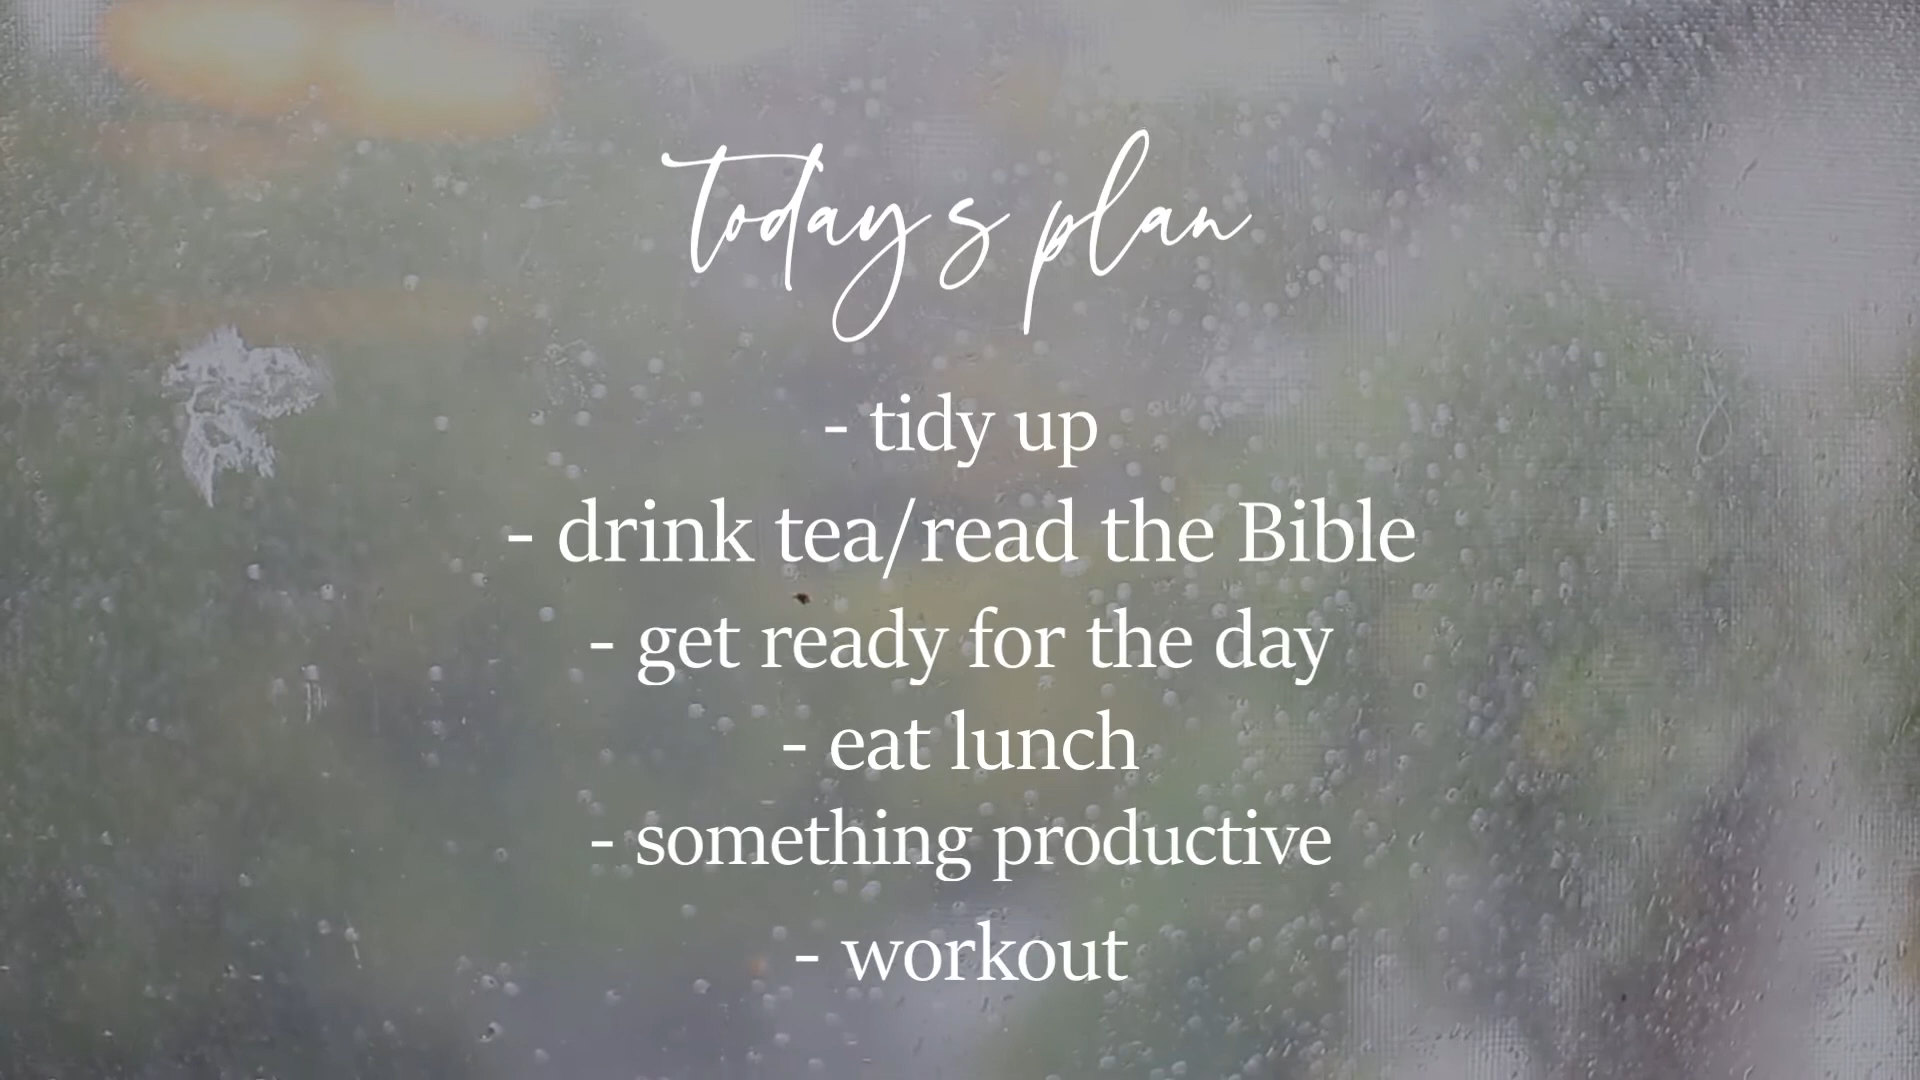 today s plan
- tidy up
- drink tea/read the Bible
- get ready for the day
- eat lunch
- something productive
- workout